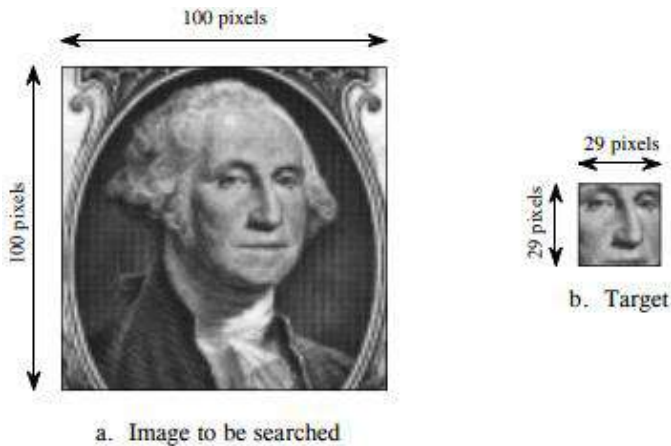 100 pixels
100 pixels
a. Image to be searched
29 pixels
29 pixels
b. Target